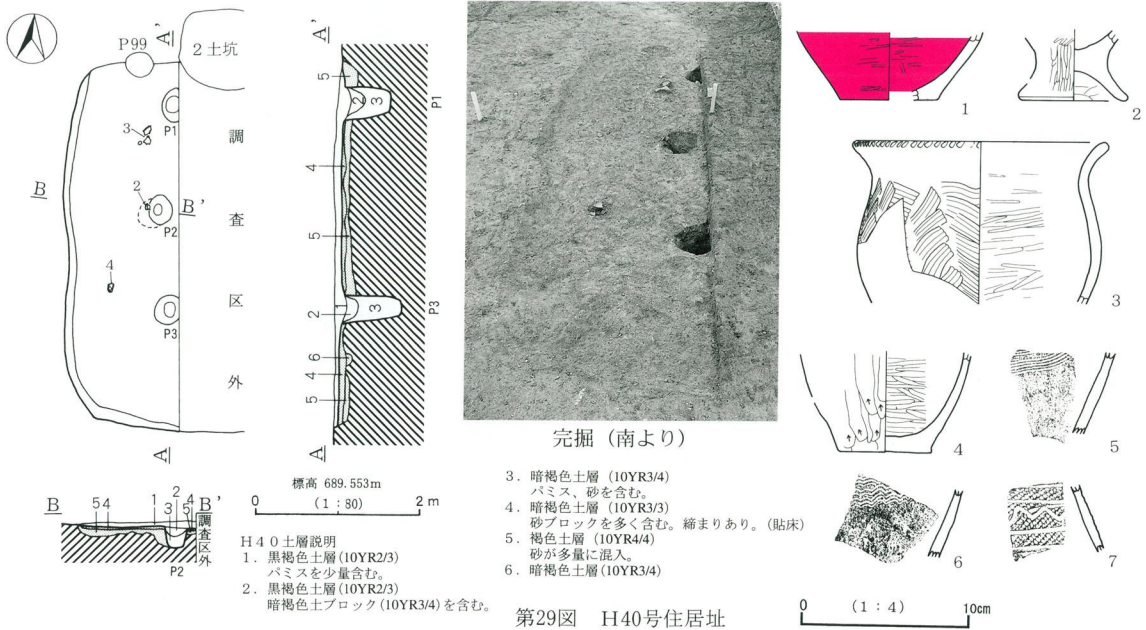 P99
A'
2土坑
P1
3
調
査
区
外
B
2
B'
P2
4
P3
A
A'
5
2
3
P1
4
5
1
2
3
P3
6
4
5
A
標高 689.553m
0 (1:80) 2 m
B 5 4 1 2 3 5 4 B'
調査区外
P2
H40土層説明
1. 黒褐色土層(10YR2/3)
パミスを少量含む。
2. 黒褐色土層(10YR2/3)
暗褐色土ブロック(10YR3/4)を含む。
完掘(南より)
3. 暗褐色土層(10YR3/4)
パミス、砂を含む。
4. 暗褐色土層(10YR3/3)
砂ブロックを多く含む。締まりあり。(貼床)
5. 褐色土層(10YR4/4)
砂が多量に混入。
6. 暗褐色土層(10YR3/4)
1
2
3
4
5
6
7
0 (1:4) 10cm
第29図 H40号住居址